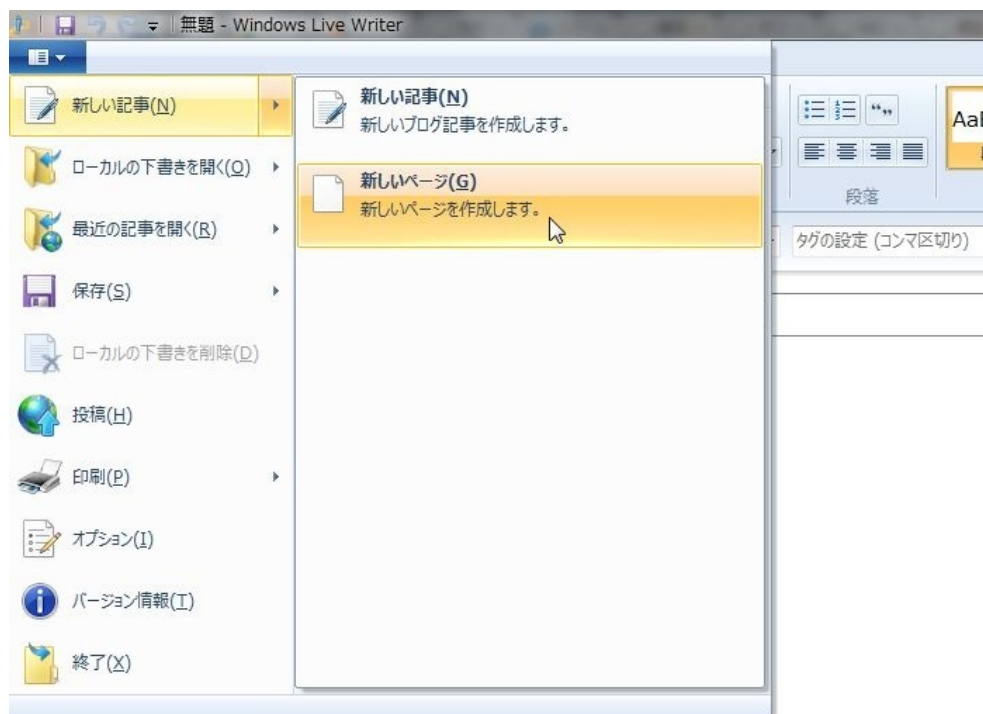 無題 - Windows Live Writer
新しい記事(N)
ローカルの下書きを開く(O)
最近の記事を開く(R)
保存(S)
ローカルの下書きを削除(D)
投稿(H)
印刷(P)
オプション(I)
バージョン情報(T)
終了(X)
新しい記事(N)
新しいブログ記事を作成します。
新しいページ(G)
新しいページを作成します。
段落
タグの設定 (コンマ区切り)